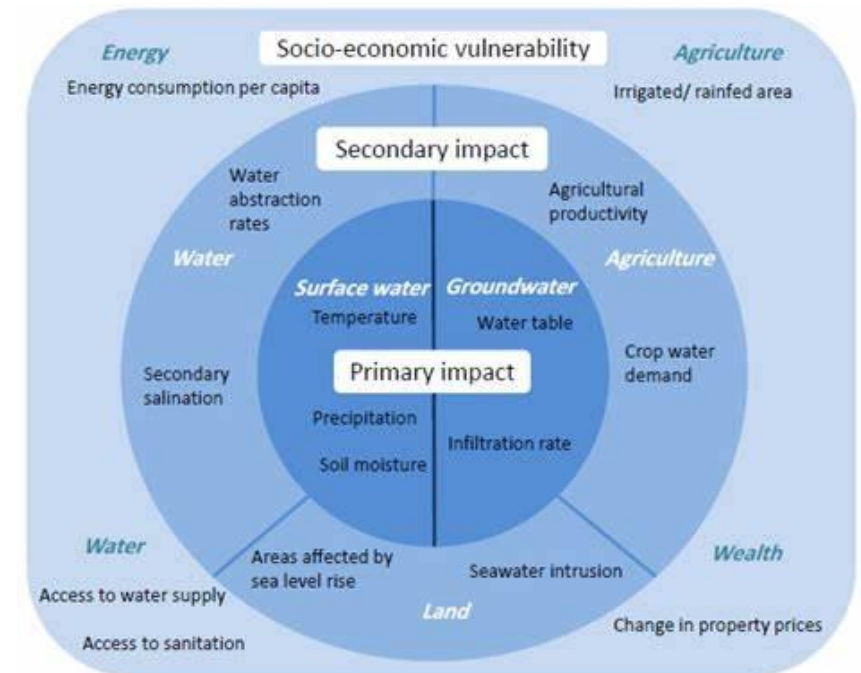 Energy
Socio-economic vulnerability
Agriculture
Energy consumption per capita
Irrigated/ rainfed area
Secondary impact
Water
abstraction
rates
Agricultural
productivity
Water
Agriculture
Surface water
Groundwater
Temperature
Water table
Primary impact
Secondary
salination
Crop water
demand
Precipitation
Infiltration rate
Soil moisture
Water
Areas affected by
sea level rise
Seawater intrusion
Wealth
Access to water supply
Land
Change in property prices
Access to sanitation